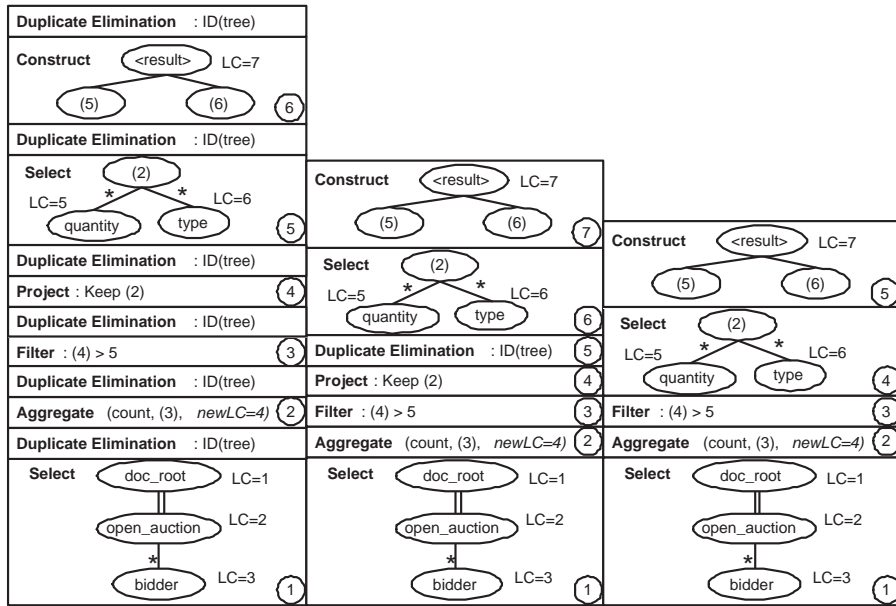 Duplicate Elimination : ID(tree)
Construct <result> LC=7
(5) (6) 6
Duplicate Elimination : ID(tree)
Select (2)
LC=5 * * LC=6
quantity type 5
Duplicate Elimination : ID(tree)
Project : Keep (2) 4
Duplicate Elimination : ID(tree)
Filter : (4) > 5 3
Duplicate Elimination : ID(tree)
Aggregate (count, (3), newLC=4) 2
Duplicate Elimination : ID(tree)
Select doc_root LC=1
open_auction LC=2
*
bidder LC=3 1
Construct <result> LC=7
(5) (6) 7
Select (2)
LC=5 * * LC=6
quantity type 6
Duplicate Elimination : ID(tree) 5
Project : Keep (2) 4
Filter : (4) > 5 3
Aggregate (count, (3), newLC=4) 2
Select doc_root LC=1
open_auction LC=2
*
bidder LC=3 1
Construct <result> LC=7
(5) (6) 5
Select (2)
LC=5 * * LC=6
quantity type 4
Filter : (4) > 5 3
Aggregate (count, (3), newLC=4) 2
Select doc_root LC=1
open_auction LC=2
*
bidder LC=3 1